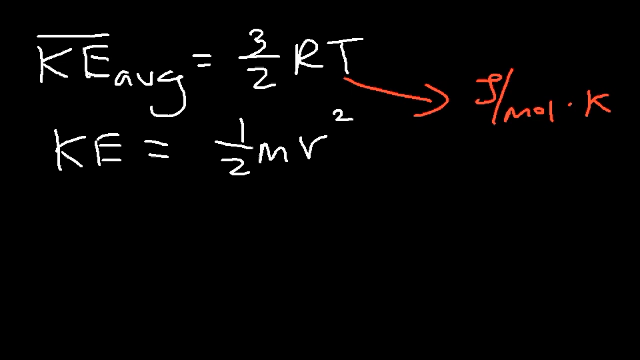 KE avg = 3/2 RT → J/mol · K
KE = 1/2 mv²